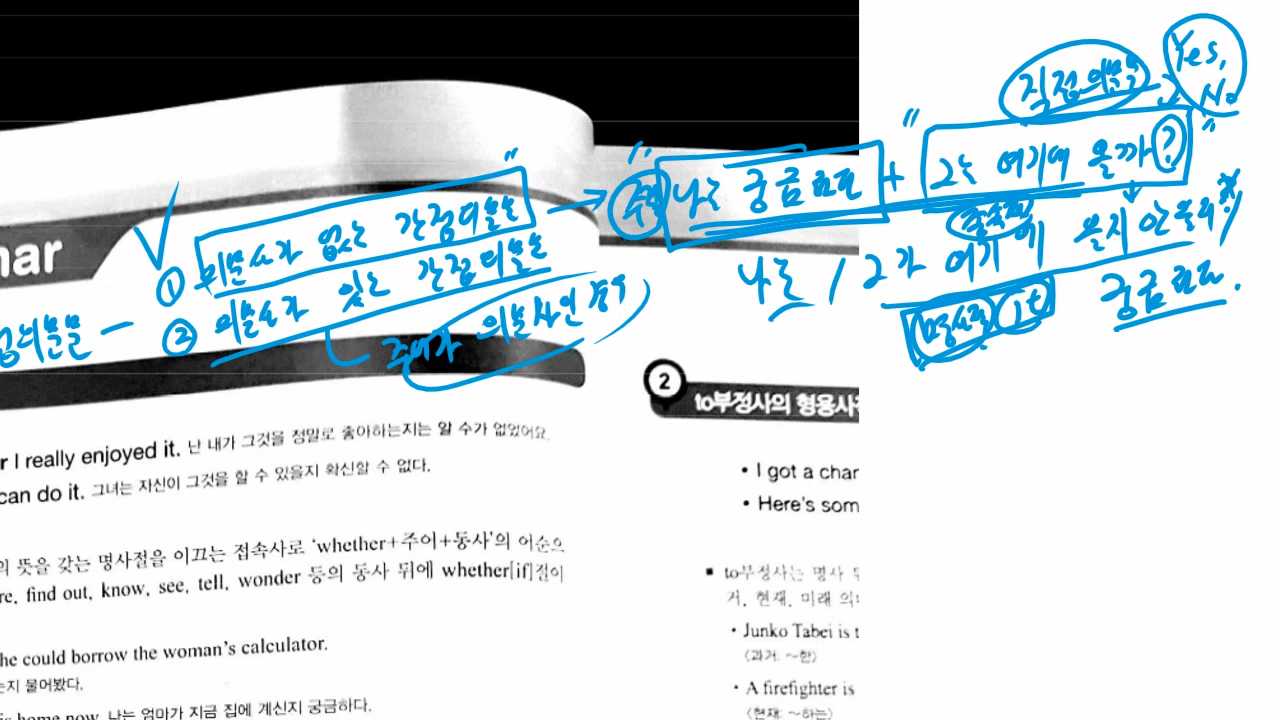 직접의문문 → Yes, No
① 의문사가 없는 간접의문문 → 주절 "나는 궁금하다 + "그는 여기에 올까?"
② 의문사가 있는 간접의문문
종속절
나는 / 그가 여기에 올지 안올지 궁금하다.
명사절 it
주어가 의문사인 경우
mar
r I really enjoyed it. 난 내가 그것을 정말로 좋아하는지는 알 수가 없었어요.
can do it. 그녀는 자신이 그것을 할 수 있을지 확신할 수 없다.
의 뜻을 갖는 명사절을 이끄는 접속사로 ‘whether+주어+동사’의 어순으
re, find out, know, see, tell, wonder 등의 동사 뒤에 whether[if]절이
he could borrow the woman's calculator.
는지 물어봤다.
is home now. 나는 엄마가 지금 집에 계신지 궁금하다.
2 to부정사의 형용사
• I got a char
• Here's som
■ to부정사는 명사 뒤
거, 현재, 미래 의
• Junko Tabei is t
〈과거: ~한〉
• A firefighter is
〈현재: ~하는〉